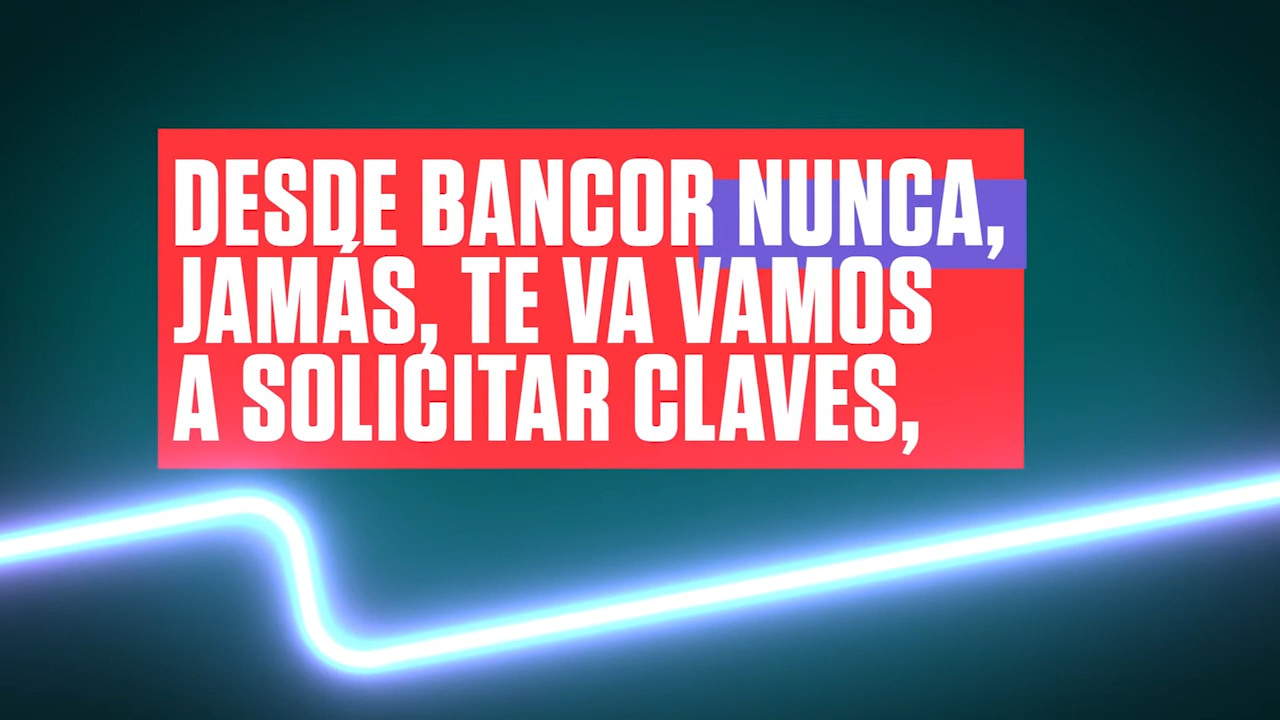 DESDE BANCOR NUNCA,
JAMÁS, TE VA VAMOS
A SOLICITAR CLAVES,